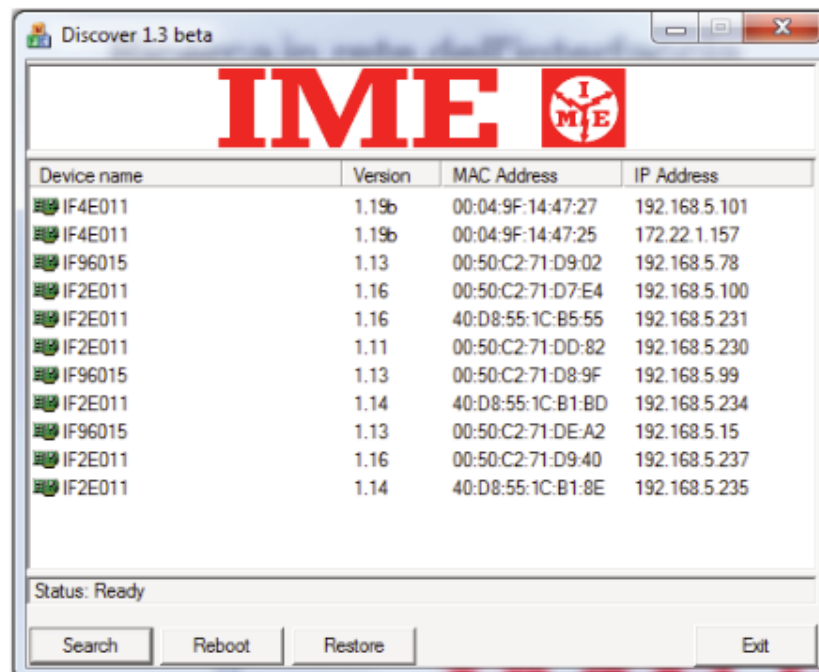 Discover 1.3 beta
IME
I
M E
Device name Version MAC Address IP Address
IF4E011 1.19b 00:04:9F:14:47:27 192.168.5.101
IF4E011 1.19b 00:04:9F:14:47:25 172.22.1.157
IF96015 1.13 00:50:C2:71:D9:02 192.168.5.78
IF2E011 1.16 00:50:C2:71:D7:E4 192.168.5.100
IF2E011 1.16 40:D8:55:1C:B5:55 192.168.5.231
IF2E011 1.11 00:50:C2:71:DD:82 192.168.5.230
IF96015 1.13 00:50:C2:71:D8:9F 192.168.5.99
IF2E011 1.14 40:D8:55:1C:B1:BD 192.168.5.234
IF96015 1.13 00:50:C2:71:DE:A2 192.168.5.15
IF2E011 1.16 00:50:C2:71:D9:40 192.168.5.237
IF2E011 1.14 40:D8:55:1C:B1:8E 192.168.5.235
Status: Ready
Search Reboot Restore Exit